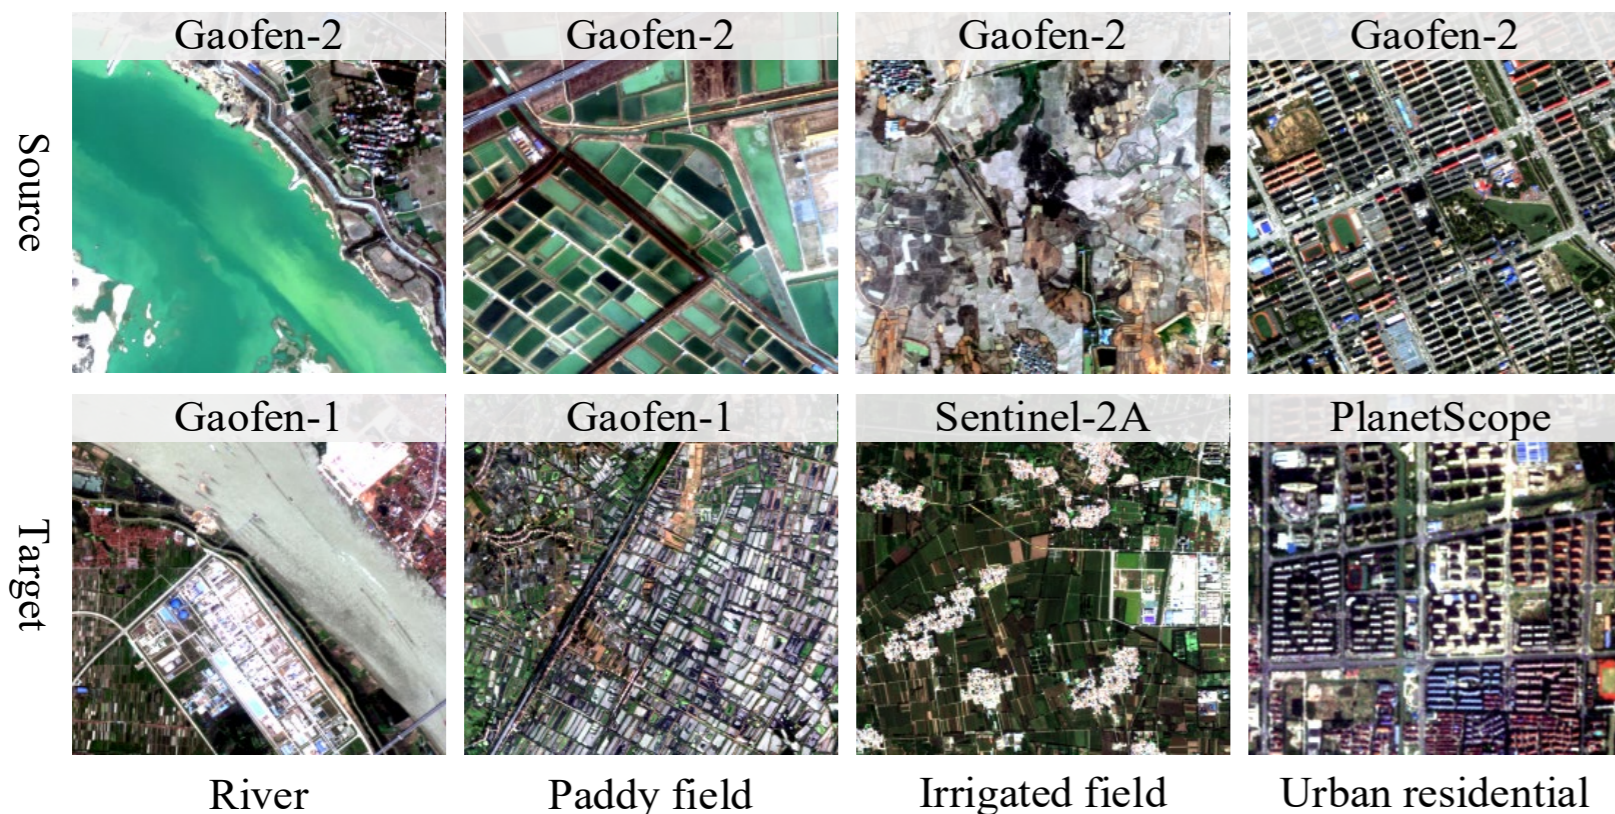 Gaofen-2
Gaofen-2
Gaofen-2
Gaofen-2
Source
Gaofen-1
Gaofen-1
Sentinel-2A
PlanetScope
Target
River
Paddy field
Irrigated field
Urban residential